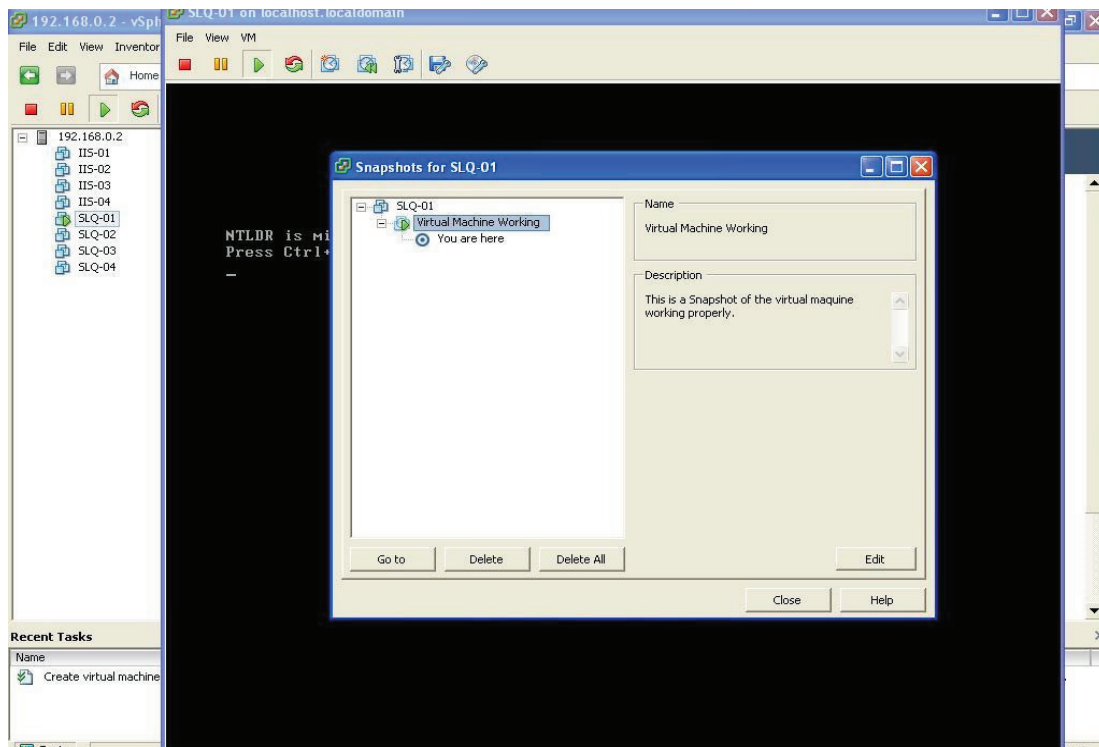 192.168.0.2 - vSph
SLQ-01 on localhost.localdomain
File Edit View Inventor
File View VM
Home
192.168.0.2
IIS-01
IIS-02
IIS-03
IIS-04
SLQ-01
SLQ-02
SLQ-03
SLQ-04
NTLDR is mi
Press Ctrl+
_
Snapshots for SLQ-01
SLQ-01
Virtual Machine Working
You are here
Name
Virtual Machine Working
Description
This is a Snapshot of the virtual maquine
working properly.
Go to Delete Delete All Edit
Close Help
Recent Tasks
Name
Create virtual machine